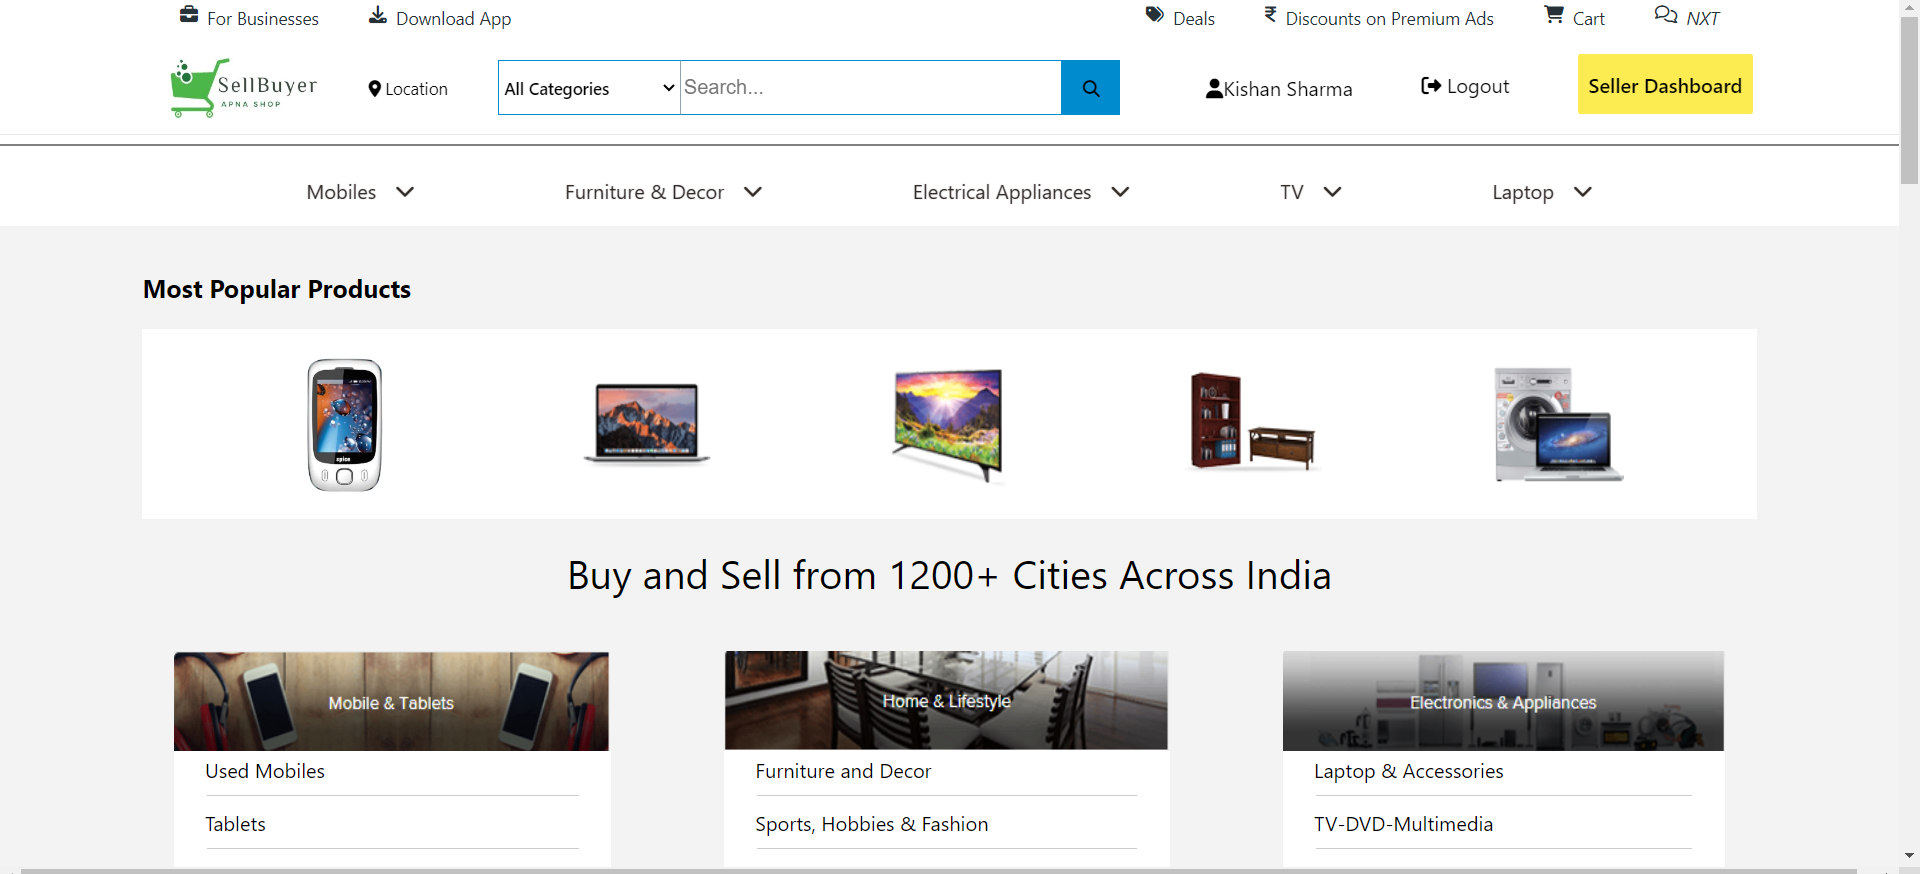 For Businesses Download App Deals Discounts on Premium Ads Cart NXT
SellBuyer
APNA SHOP
Location All Categories Search... Kishan Sharma Logout Seller Dashboard
Mobiles Furniture & Decor Electrical Appliances TV Laptop
Most Popular Products
spice
Buy and Sell from 1200+ Cities Across India
Mobile & Tablets Home & Lifestyle Electronics & Appliances
Used Mobiles Furniture and Decor Laptop & Accessories
Tablets Sports, Hobbies & Fashion TV-DVD-Multimedia